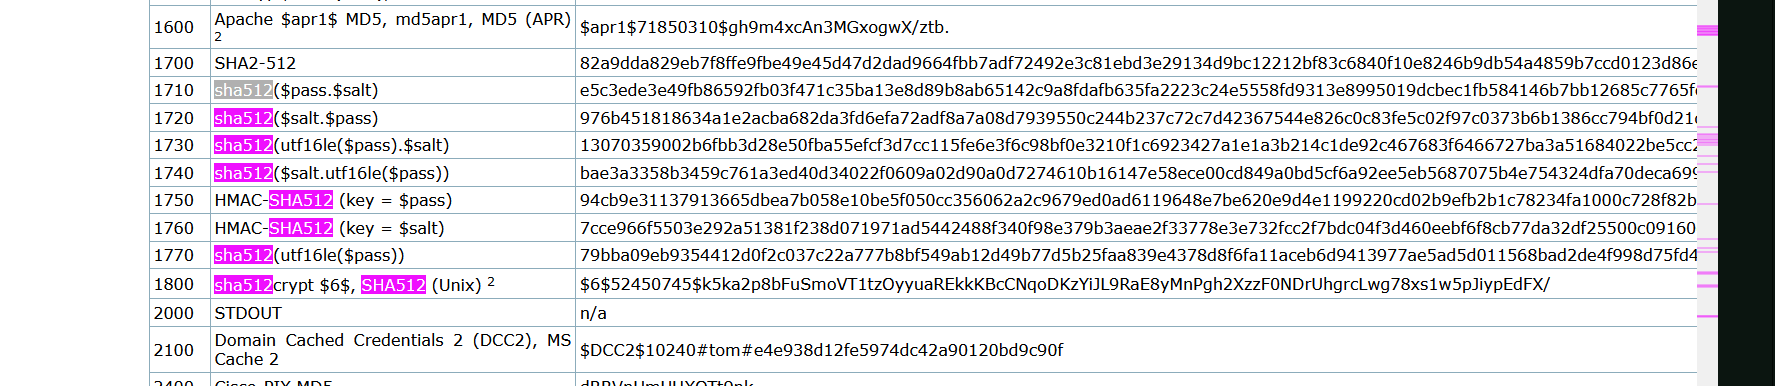 1600 Apache $apr1$ MD5, md5apr1, MD5 (APR) 2 $apr1$71850310$gh9m4xcAn3MGxogwX/ztb.
1700 SHA2-512 82a9dda829eb7f8ffe9fbe49e45d47d2dad9664fbb7adf72492e3c81ebd3e29134d9bc12212bf83c6840f10e8246b9db54a4859b7ccd0123d86e
1710 sha512($pass.$salt) e5c3ede3e49fb86592fb03f471c35ba13e8d89b8ab65142c9a8fdafb635fa2223c24e5558fd9313e8995019dcbec1fb584146b7bb12685c7765f
1720 sha512($salt.$pass) 976b451818634a1e2acba682da3fd6efa72adf8a7a08d7939550c244b237c72c7d42367544e826c0c83fe5c02f97c0373b6b1386cc794bf0d21
1730 sha512(utf16le($pass).$salt) 13070359002b6fbb3d28e50fba55efcf3d7cc115fe6e3f6c98bf0e3210f1c6923427a1e1a3b214c1de92c467683f6466727ba3a51684022be5cc2
1740 sha512($salt.utf16le($pass)) bae3a3358b3459c761a3ed40d34022f0609a02d90a0d7274610b16147e58ece00cd849a0bd5cf6a92ee5eb5687075b4e754324dfa70deca699
1750 HMAC-SHA512 (key = $pass) 94cb9e31137913665dbea7b058e10be5f050cc356062a2c9679ed0ad6119648e7be620e9d4e1199220cd02b9efb2b1c78234fa1000c728f82b
1760 HMAC-SHA512 (key = $salt) 7cce966f5503e292a51381f238d071971ad5442488f340f98e379b3aeae2f33778e3e732fcc2f7bdc04f3d460eebf6f8cb77da32df25500c09160
1770 sha512(utf16le($pass)) 79bba09eb9354412d0f2c037c22a777b8bf549ab12d49b77d5b25faa839e4378d8f6fa11aceb6d9413977ae5ad5d011568bad2de4f998d75fd4
1800 sha512crypt $6$, SHA512 (Unix) 2 $6$52450745$k5ka2p8bFuSmoVT1tzOyyuaREkkKBcCNqoDKzYiJL9RaE8yMnPgh2XzzF0NDrUhgrcLwg78xs1w5pJiypEdFX/
2000 STDOUT n/a
2100 Domain Cached Credentials 2 (DCC2), MS Cache 2 $DCC2$10240#tom#e4e938d12fe5974dc42a90120bd9c90f